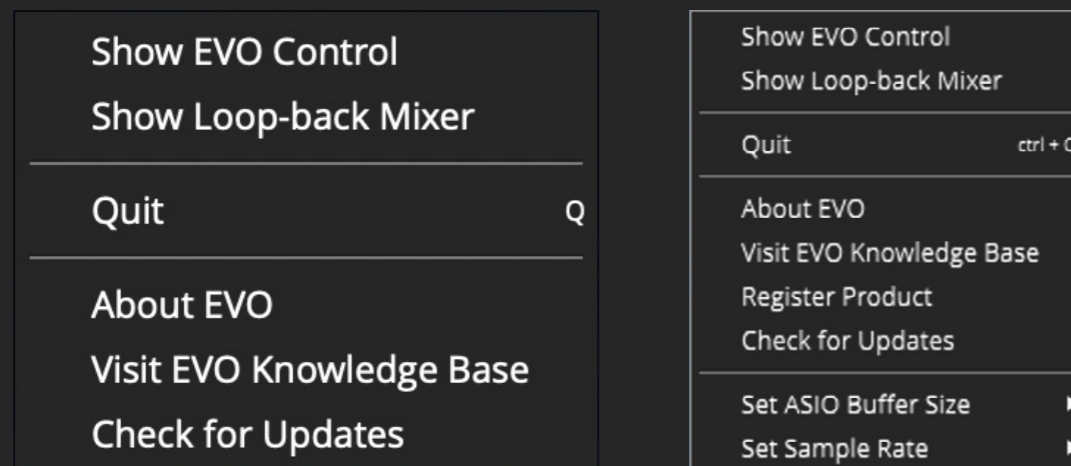 Show EVO Control
Show Loop-back Mixer
Quit Q
About EVO
Visit EVO Knowledge Base
Check for Updates
Show EVO Control
Show Loop-back Mixer
Quit ctrl +
About EVO
Visit EVO Knowledge Base
Register Product
Check for Updates
Set ASIO Buffer Size
Set Sample Rate